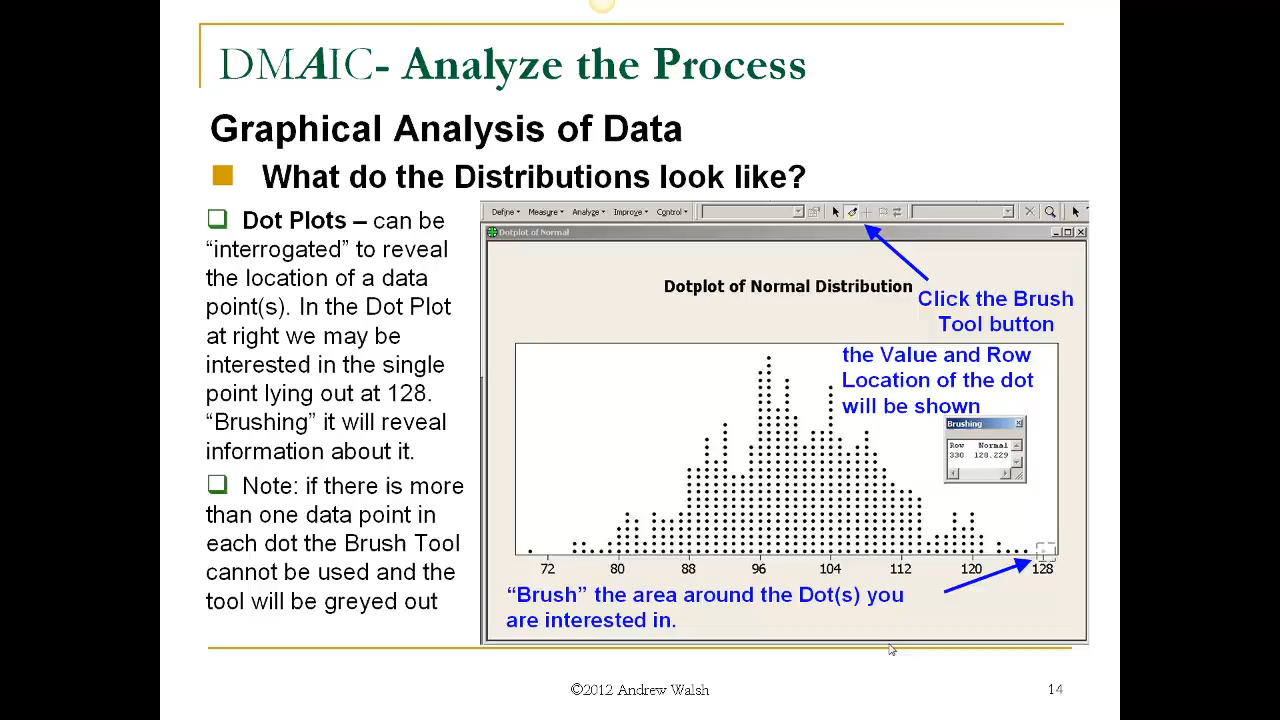 DMAIC- Analyze the Process
Graphical Analysis of Data
What do the Distributions look like?
Dot Plots – can be
“interrogated” to reveal
the location of a data
point(s). In the Dot Plot
at right we may be
interested in the single
point lying out at 128.
“Brushing” it will reveal
information about it.
Note: if there is more
than one data point in
each dot the Brush Tool
cannot be used and the
tool will be greyed out
Define Measure Analyze Improve Control
Dotplot of Normal
Dotplot of Normal Distribution
Click the Brush
Tool button
the Value and Row
Location of the dot
will be shown
Brushing
Row Normal
330 128.229
72 80 88 96 104 112 120 128
“Brush” the area around the Dot(s) you
are interested in.
©2012 Andrew Walsh
14